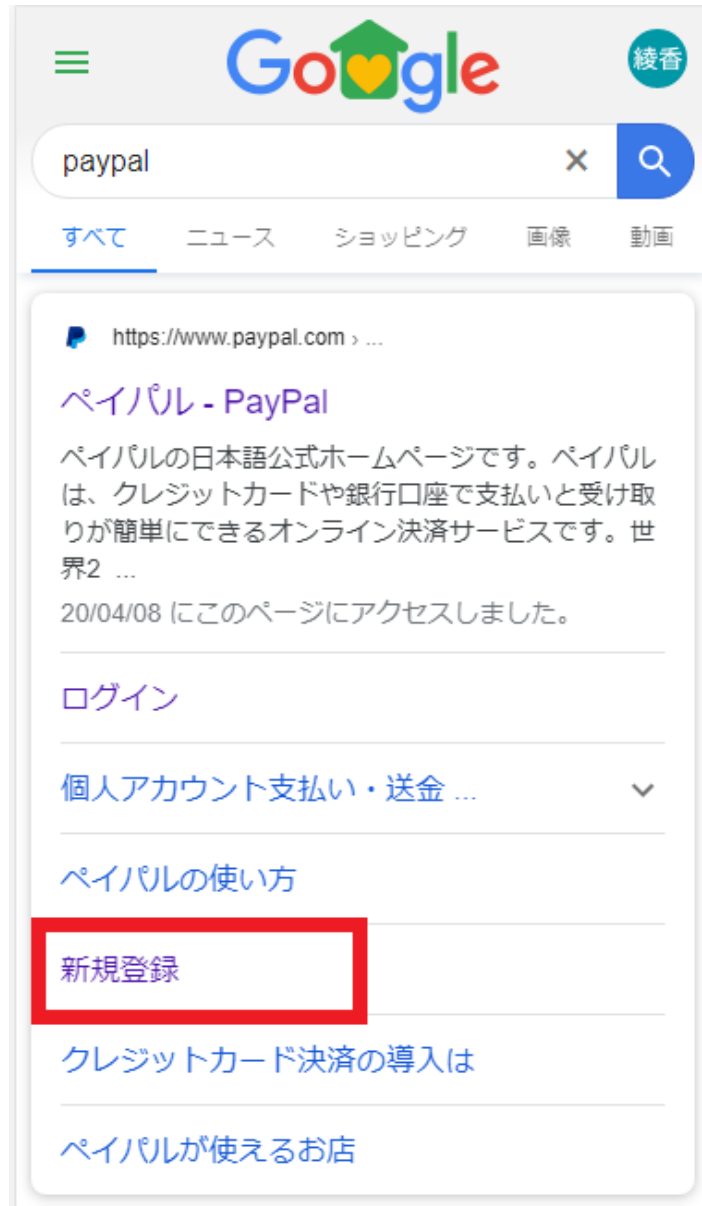 Google
綾香
paypal
すべて ニュース ショッピング 画像 動画
https://www.paypal.com › ...
ペイパル - PayPal
ペイパルの日本語公式ホームページです。ペイパル
は、クレジットカードや銀行口座で支払いと受け取
りが簡単にできるオンライン決済サービスです。世
界2 ...
20/04/08 にこのページにアクセスしました。
ログイン
個人アカウント支払い・送金 ...
ペイパルの使い方
新規登録
クレジットカード決済の導入は
ペイパルが使えるお店